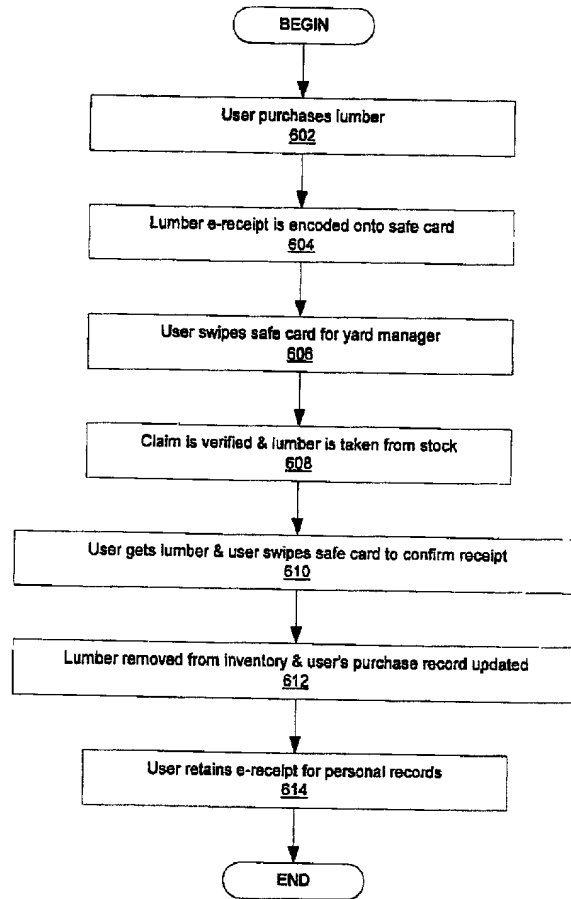 BEGIN
User purchases lumber
602
Lumber e-receipt is encoded onto safe card
604
User swipes safe card for yard manager
606
Claim is verified & lumber is taken from stock
608
User gets lumber & user swipes safe card to confirm receipt
610
Lumber removed from inventory & user's purchase record updated
612
User retains e-receipt for personal records
614
END